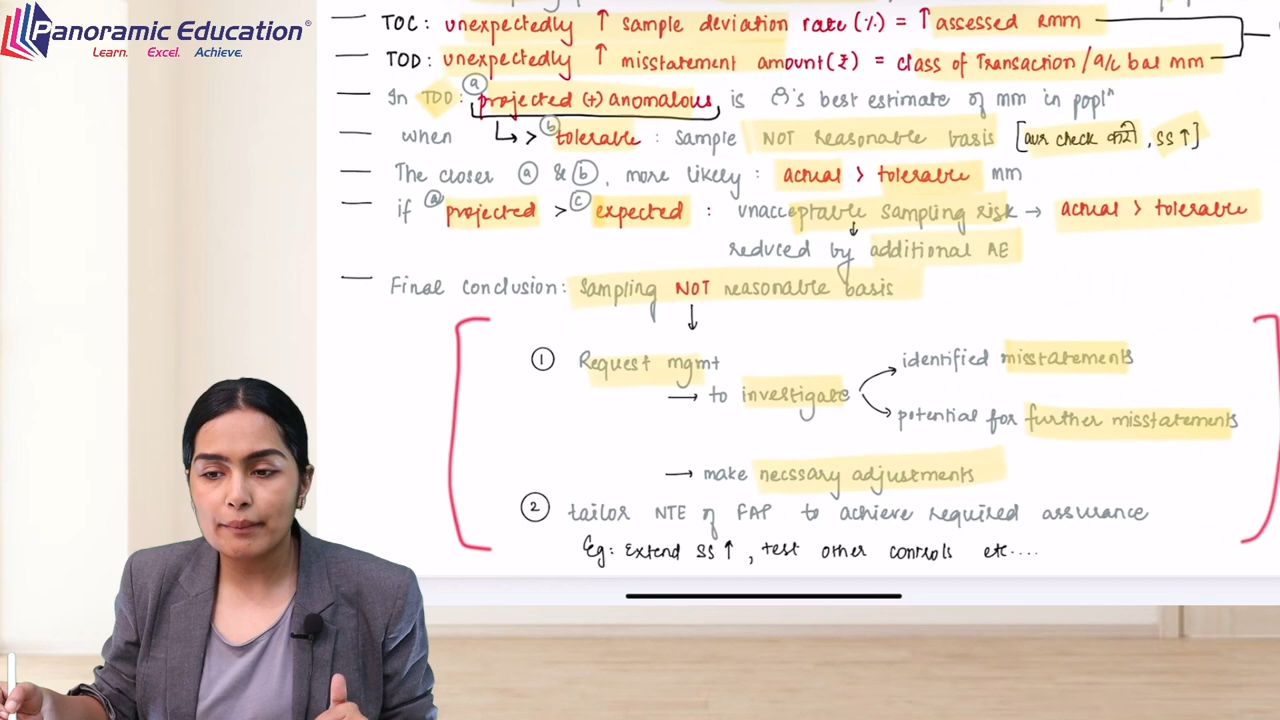 Panoramic Education®
Learn. Excel. Achieve.
— TOC: unexpectedly ↑ sample deviation rate (%) = ↑ assessed RMM
— TOD: unexpectedly ↑ misstatement amount (₹) = class of Transaction / a/c bal mm
— In TOD: ⓐ projected (+) anomalous is 's best estimate of mm in poplⁿ
— when ↳ > ⓑ tolerable : sample NOT reasonable basis [और check करो, SS ↑]
— The closer ⓐ & ⓑ, more likely : actual > tolerable mm
— if ⓐ projected > ⓒ expected : unacceptable sampling risk → actual > tolerable
reduced by additional AE
— Final conclusion: Sampling NOT reasonable basis
① Request mgmt
→ to investigate
identified misstatements
potential for further misstatements
→ make necssary adjustments
② tailor NTE of FAP to achieve required assurance
Eg: Extend SS ↑, test other controls etc....